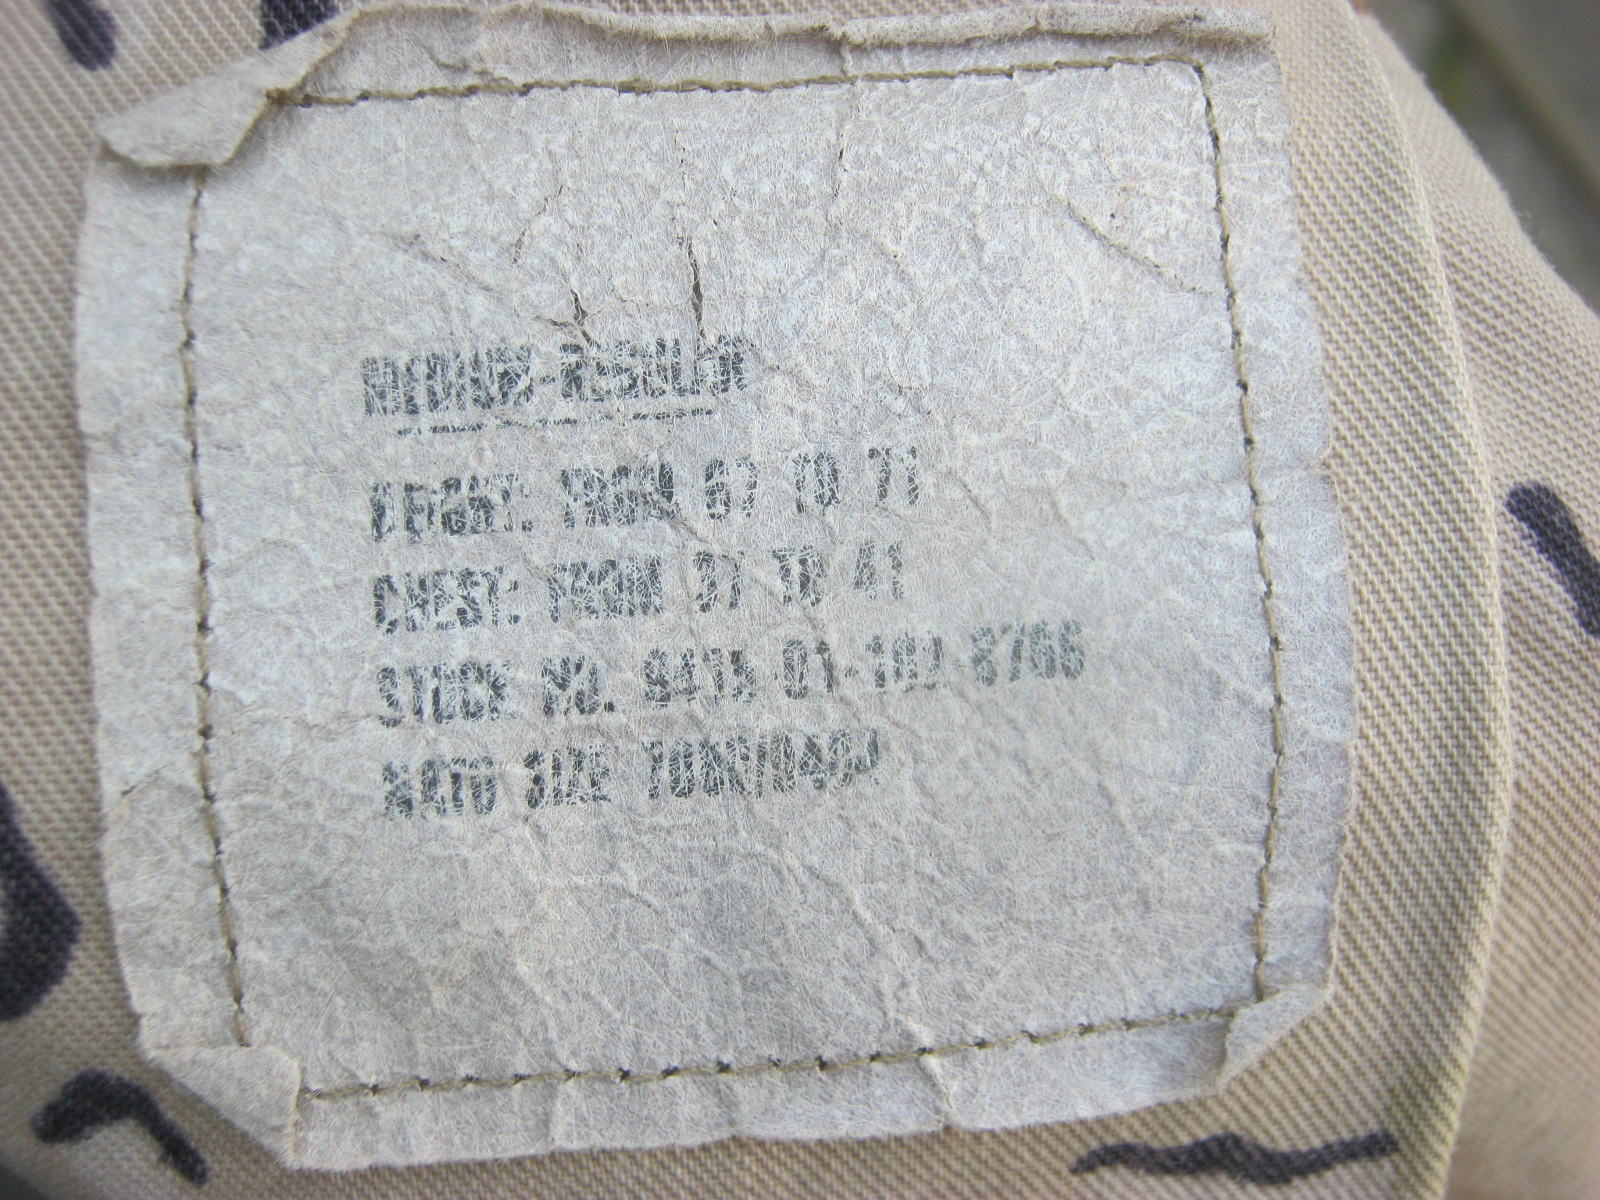 MEDIUM-REGULAR
HEIGHT: FROM 67 TO 71
CHEST: FROM 37 TO 41
STOCK NO. 8415-01-102-8766
NATO SIZE